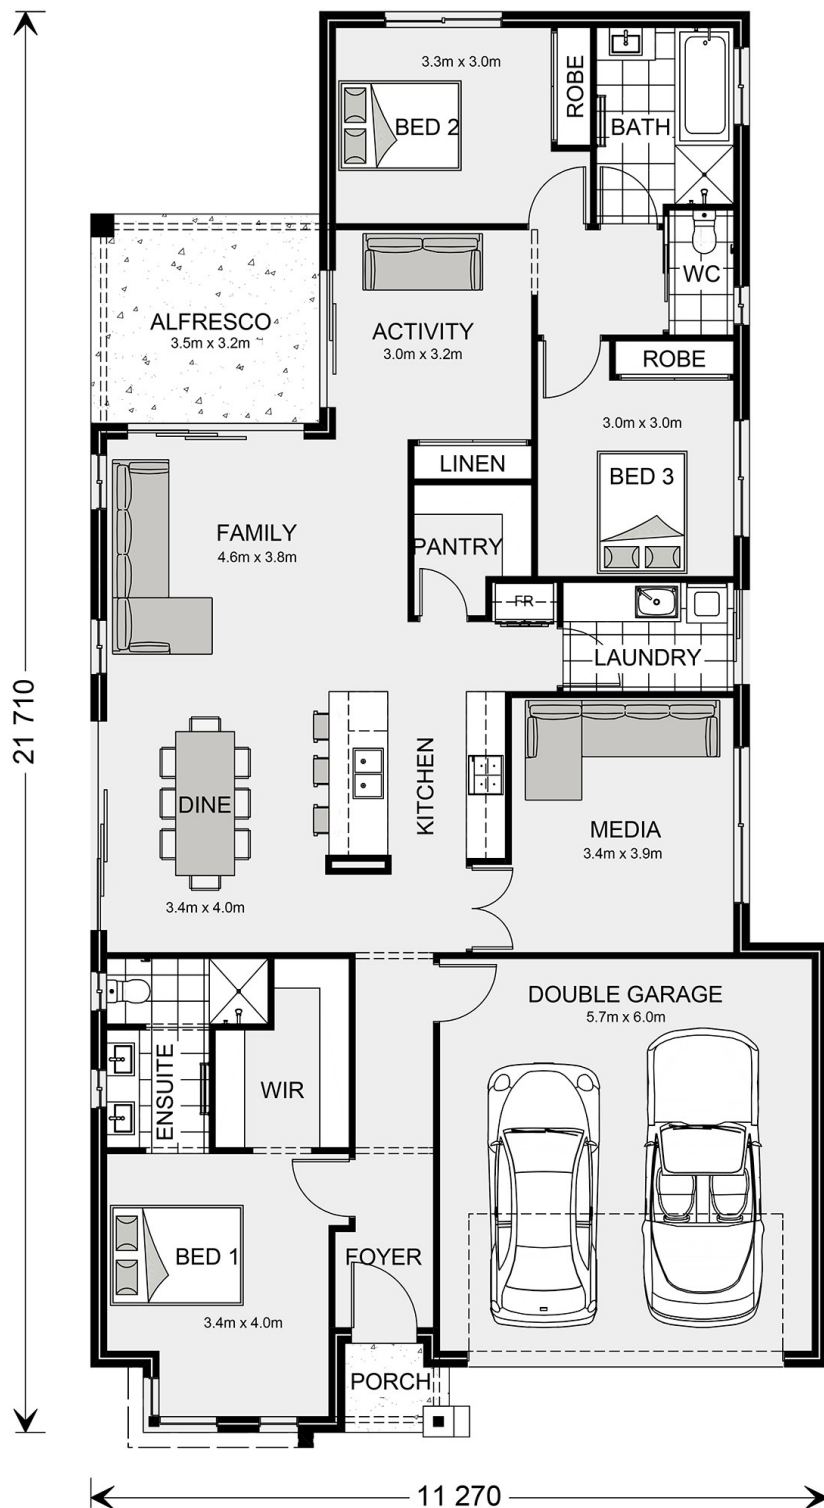 3.3m x 3.0m
ROBE
BED 2
BATH
WC
ALFRESCO
3.5m x 3.2m
ACTIVITY
3.0m x 3.2m
ROBE
3.0m x 3.0m
LINEN
BED 3
FAMILY
4.6m x 3.8m
PANTRY
FR
LAUNDRY
21 710
KITCHEN
DINE
MEDIA
3.4m x 3.9m
3.4m x 4.0m
DOUBLE GARAGE
5.7m x 6.0m
ENSUITE
WIR
BED 1
FOYER
3.4m x 4.0m
PORCH
11 270